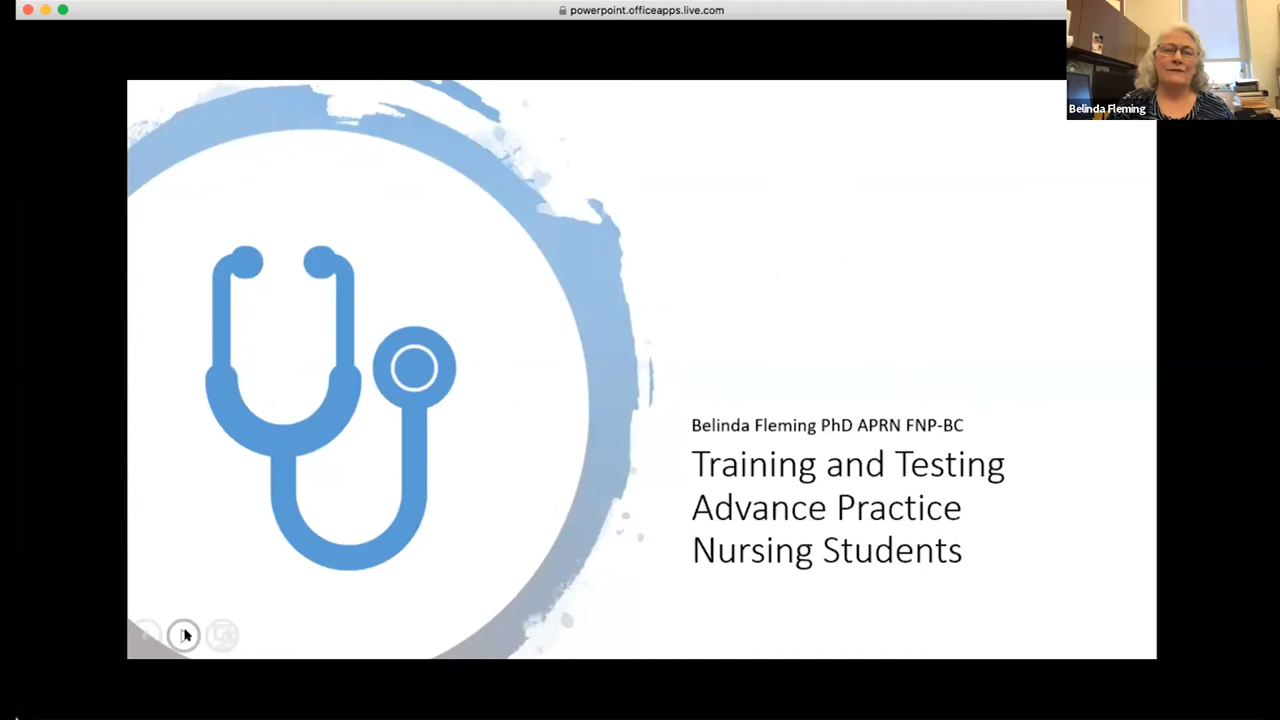 powerpoint.officeapps.live.com
Belinda Fleming
Belinda Fleming PhD APRN FNP-BC
Training and Testing
Advance Practice
Nursing Students